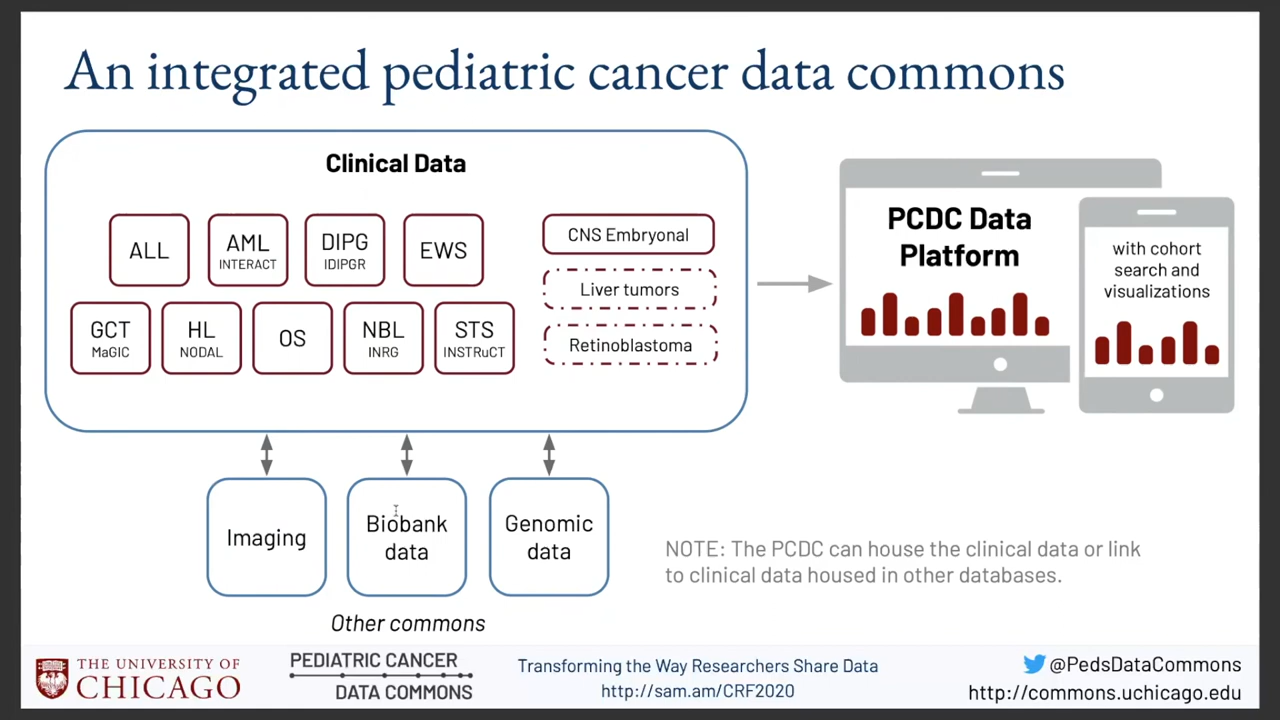 An integrated pediatric cancer data commons
Clinical Data
ALL
AML
INTERACT
DIPG
IDIPGR
EWS
GCT
MaGIC
HL
NODAL
OS
NBL
INRG
STS
INSTRuCT
CNS Embryonal
Liver tumors
Retinoblastoma
PCDC Data
Platform
with cohort
search and
visualizations
Imaging
Biobank
data
Genomic
data
Other commons
NOTE: The PCDC can house the clinical data or link
to clinical data housed in other databases.
THE UNIVERSITY OF
CHICAGO
PEDIATRIC CANCER
DATA COMMONS
Transforming the Way Researchers Share Data
http://sam.am/CRF2020
@PedsDataCommons
http://commons.uchicago.edu